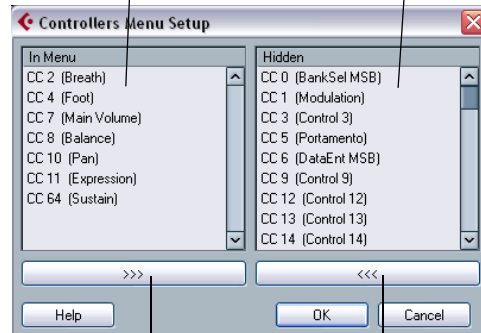 Controllers Menu Setup
In Menu
CC 2 (Breath)
CC 4 (Foot)
CC 7 (Main Volume)
CC 8 (Balance)
CC 10 (Pan)
CC 11 (Expression)
CC 64 (Sustain)
Hidden
CC 0 (BankSel MSB)
CC 1 (Modulation)
CC 3 (Control 3)
CC 5 (Portamento)
CC 6 (DataEnt MSB)
CC 9 (Control 9)
CC 12 (Control 12)
CC 13 (Control 13)
CC 14 (Control 14)
>>>
<<<
Help
OK
Cancel